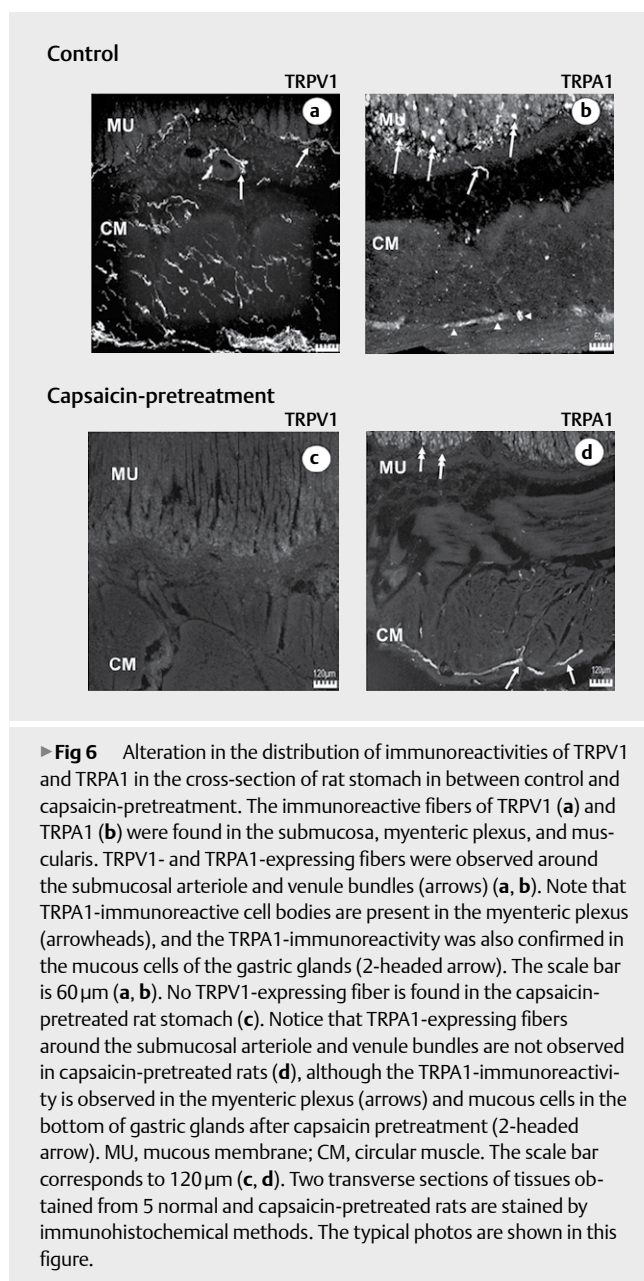 Control
TRPV1
TRPA1
a
b
MU
MU
CM
CM
60µm
60µm
Capsaicin-pretreatment
TRPV1
TRPA1
c
d
MU
MU
CM
CM
120µm
120µm
►Fig 6 Alteration in the distribution of immunoreactivities of TRPV1
and TRPA1 in the cross-section of rat stomach in between control and
capsaicin-pretreatment. The immunoreactive fibers of TRPV1 (a) and
TRPA1 (b) were found in the submucosa, myenteric plexus, and mus-
cularis. TRPV1- and TRPA1-expressing fibers were observed around
the submucosal arteriole and venule bundles (arrows) (a, b). Note that
TRPA1-immunoreactive cell bodies are present in the myenteric plexus
(arrowheads), and the TRPA1-immunoreactivity was also confirmed in
the mucous cells of the gastric glands (2-headed arrow). The scale bar
is 60 µm (a, b). No TRPV1-expressing fiber is found in the capsaicin-
pretreated rat stomach (c). Notice that TRPA1-expressing fibers
around the submucosal arteriole and venule bundles are not observed
in capsaicin-pretreated rats (d), although the TRPA1-immunoreactivi-
ty is observed in the myenteric plexus (arrows) and mucous cells in the
bottom of gastric glands after capsaicin pretreatment (2-headed
arrow). MU, mucous membrane; CM, circular muscle. The scale bar
corresponds to 120 µm (c, d). Two transverse sections of tissues ob-
tained from 5 normal and capsaicin-pretreated rats are stained by
immunohistochemical methods. The typical photos are shown in this
figure.